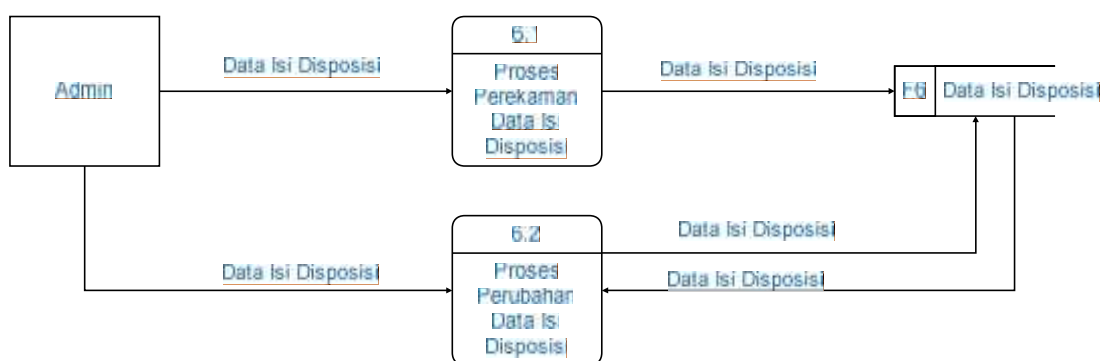 Admin
Data Isi Disposisi
6.1
Proses
Perekaman
Data Isi
Disposisi
Data Isi Disposisi
F6 Data Isi Disposisi
Data Isi Disposisi
6.2
Proses
Perubahan
Data Isi
Disposisi
Data Isi Disposisi
Data Isi Disposisi